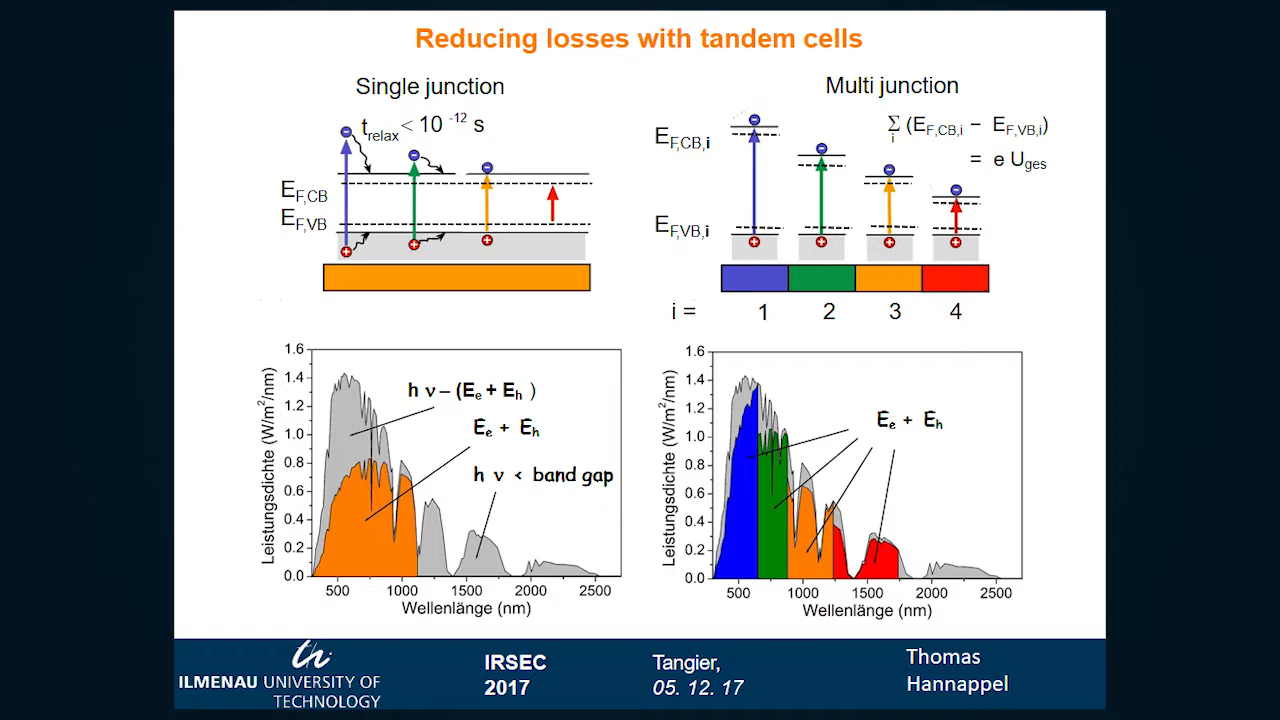 Reducing losses with tandem cells
Single junction
t_relax < 10 ^-12 s
E_F,CB
E_F,VB
Multi junction
Σ_i (E_F,CB,i − E_F,VB,i)
= e U_ges
E_F,CB,i
E_F,VB,i
i = 1 2 3 4
1.6
1.4
1.2
1.0
0.8
0.6
0.4
0.2
0.0
Leistungsdichte (W/m²/nm)
h ν – (E_e + E_h)
E_e + E_h
h ν < band gap
500 1000 1500 2000 2500
Wellenlänge (nm)
1.6
1.4
1.2
1.0
0.8
0.6
0.4
0.2
0.0
Leistungsdichte (W/m²/nm)
E_e + E_h
500 1000 1500 2000 2500
Wellenlänge (nm)
th
ILMENAU UNIVERSITY OF
TECHNOLOGY
IRSEC
2017
Tangier,
05. 12. 17
Thomas
Hannappel